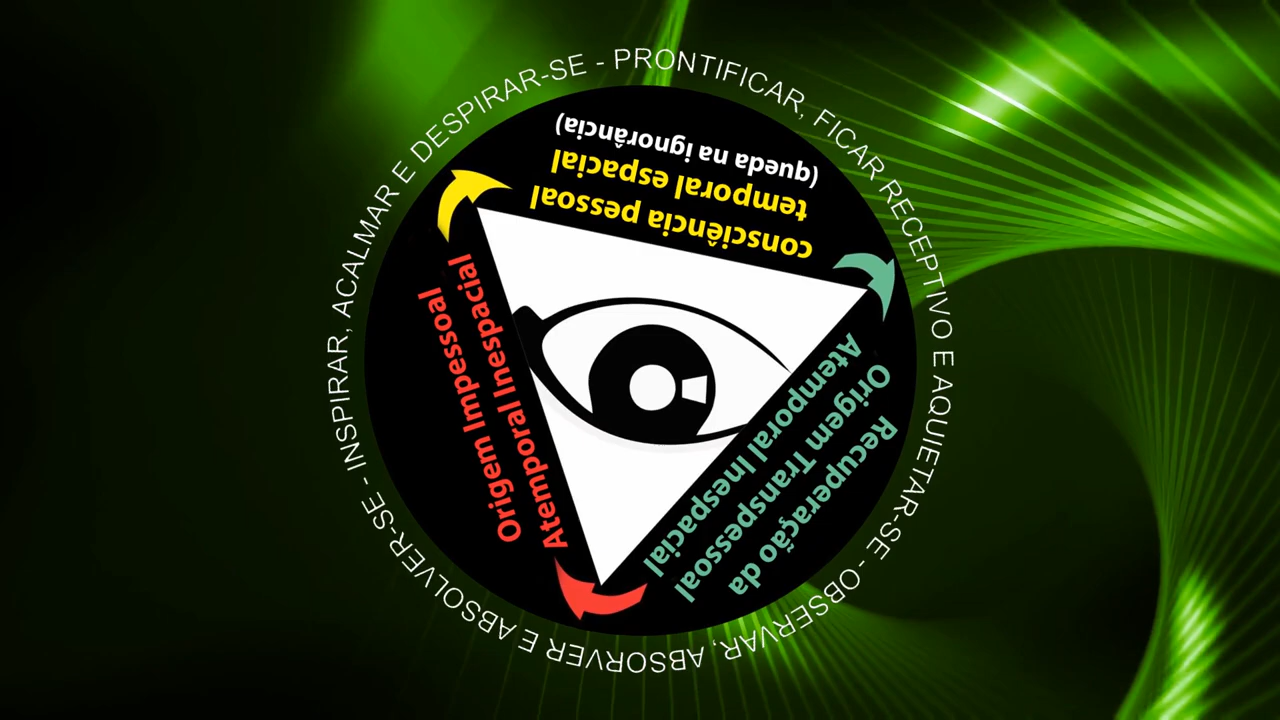 PRONTIFICAR, FICAR RECEPTIVO E AQUIETAR-SE - OBSERVAR, ABSORVER E ABSOLVER-SE - INSPIRAR, ACALMAR E DESPIRAR-SE -
Origem Impessoal
Atemporal Inespacial
consciência pessoal
temporal espacial
(queda na ignorância)
Recuperação da
Origem Transpessoal
Atemporal Inespacial